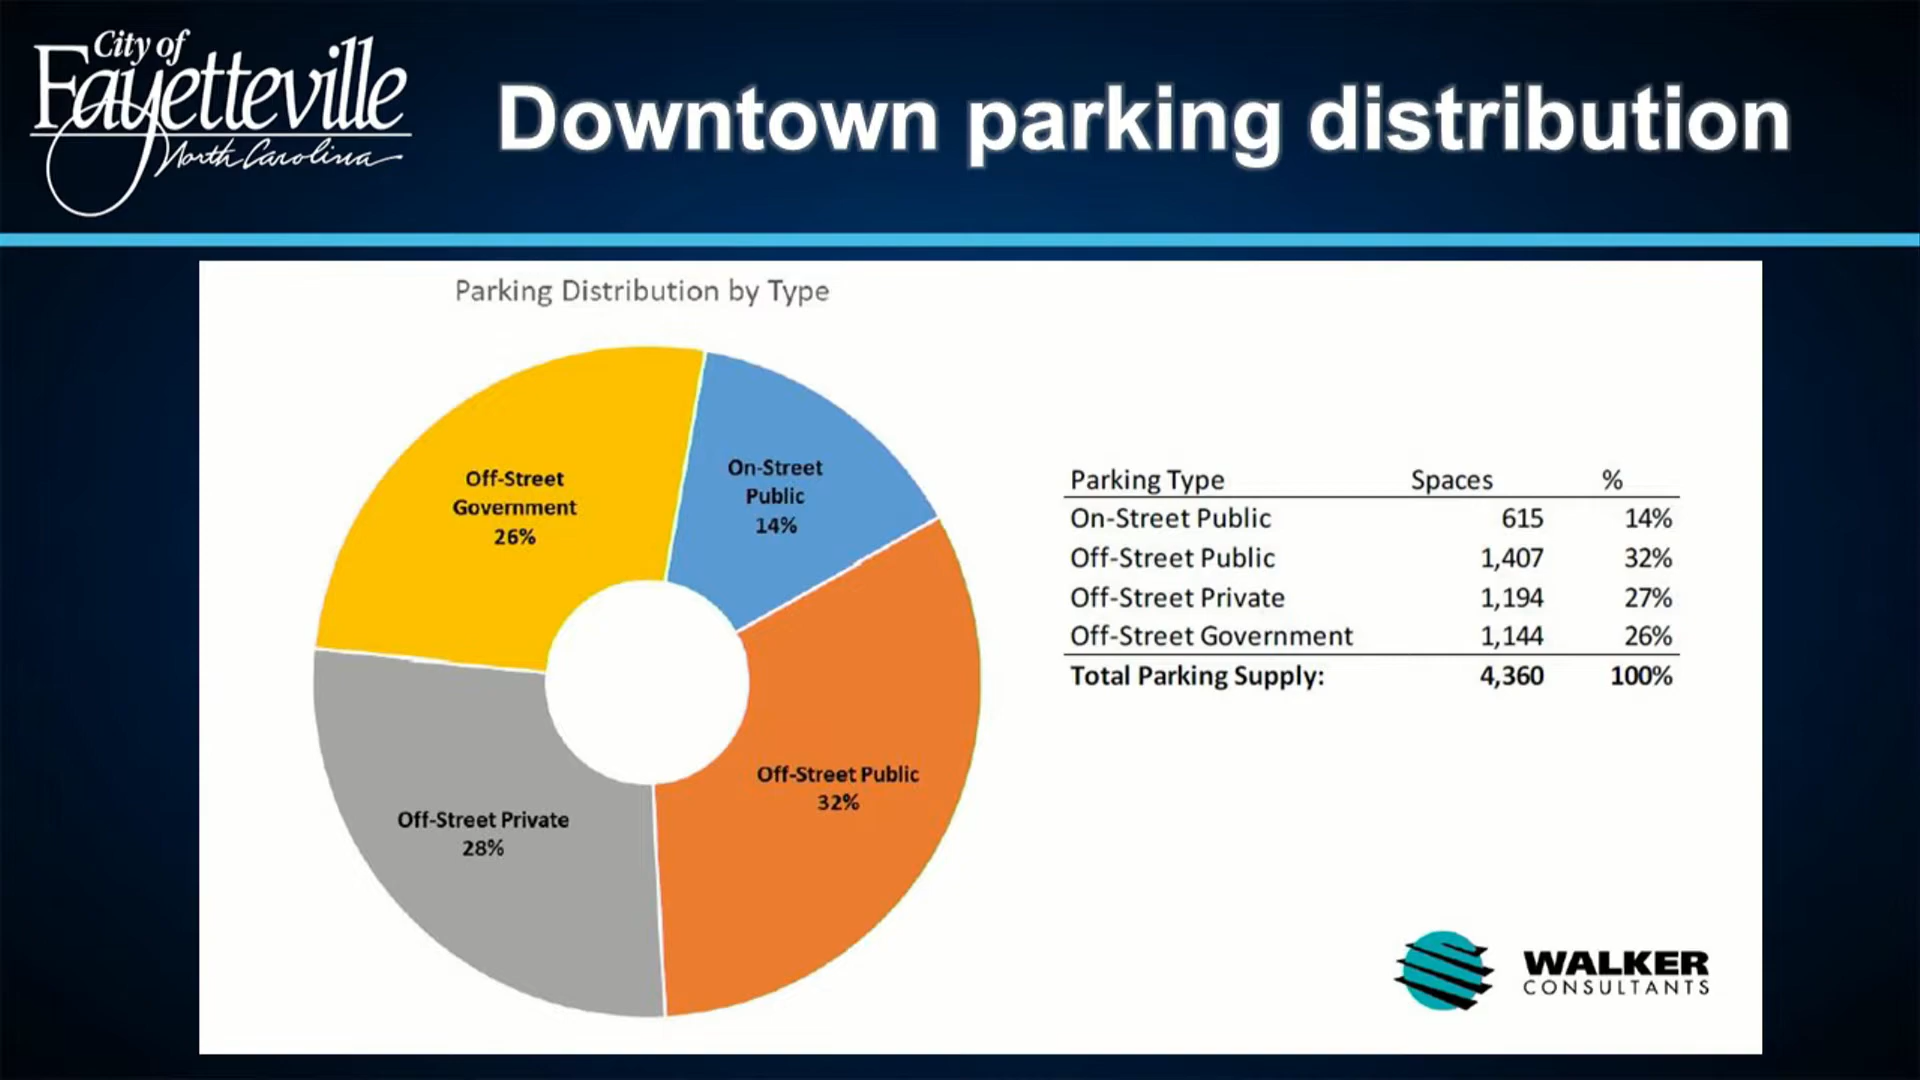 City of
Fayetteville
North Carolina
Downtown parking distribution
Parking Distribution by Type
Off-Street
Government
26%
On-Street
Public
14%
Off-Street Public
32%
Off-Street Private
28%
Parking Type Spaces %
On-Street Public 615 14%
Off-Street Public 1,407 32%
Off-Street Private 1,194 27%
Off-Street Government 1,144 26%
Total Parking Supply: 4,360 100%
WALKER
CONSULTANTS